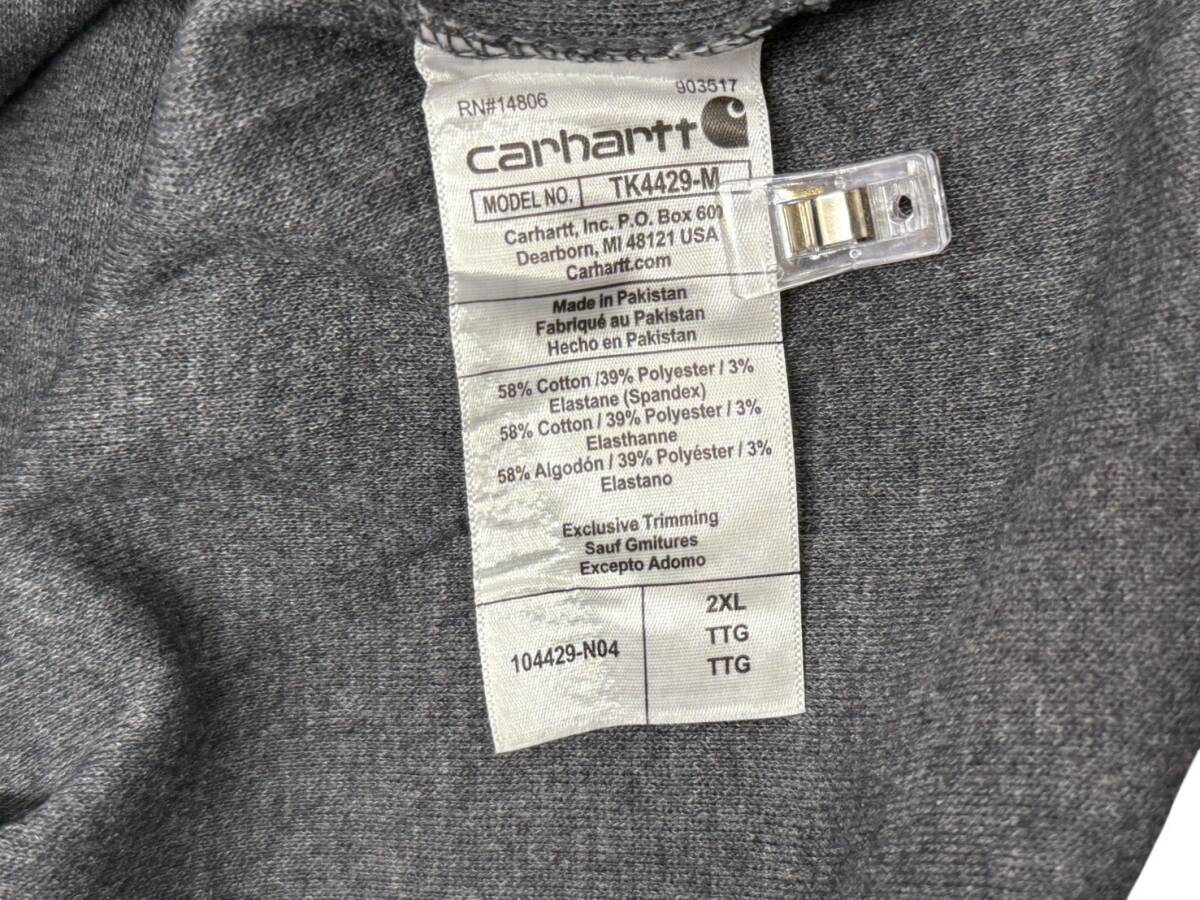 RN#14806 903517
carhartt
MODEL NO. TK4429-M
Carhartt, Inc. P.O. Box 601
Dearborn, MI 48121 USA
Carhartt.com
Made in Pakistan
Fabriqué au Pakistan
Hecho en Pakistan
58% Cotton /39% Polyester / 3%
Elastane (Spandex)
58% Cotton / 39% Polyester / 3%
Elasthanne
58% Algodón / 39% Polyéster / 3%
Elastano
Exclusive Trimming
Sauf Gmitures
Excepto Adomo
104429-N04 2XL
TTG
TTG